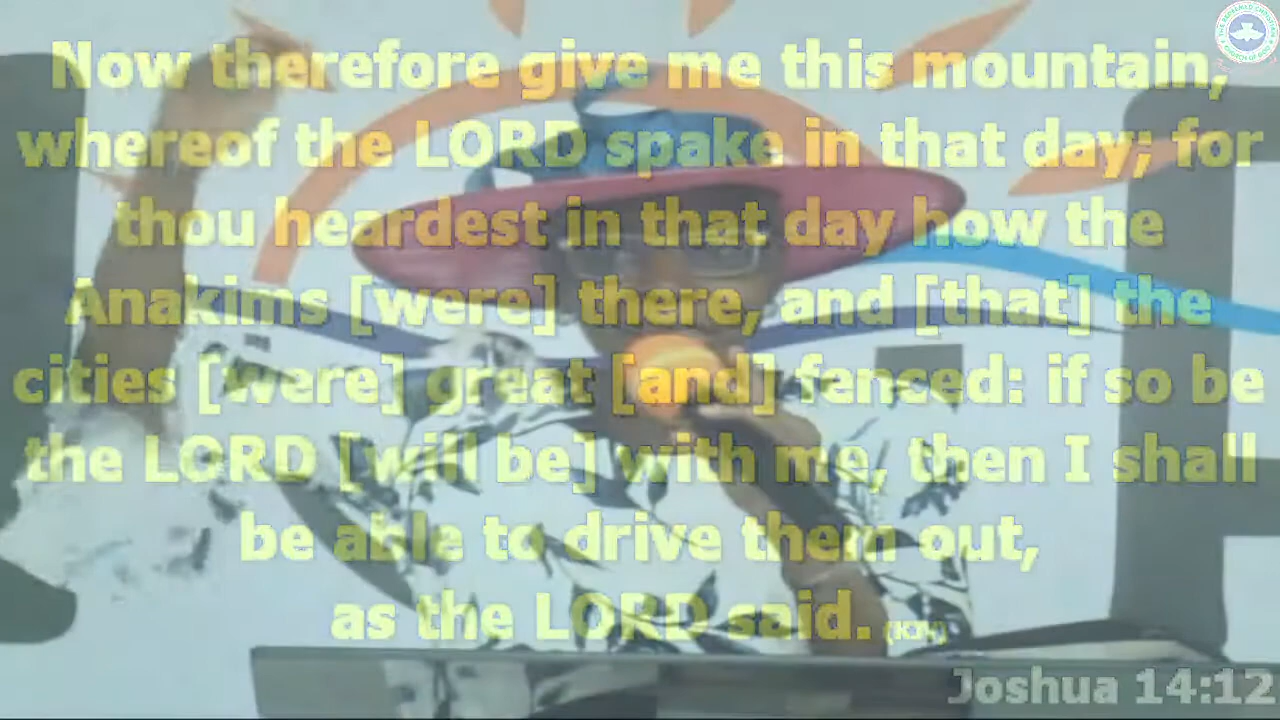 Now therefore give me this mountain,
whereof the LORD spake in that day; for
thou heardest in that day how the
Anakims [were] there, and [that] the
cities [were] great [and] fenced: if so be
the LORD [will be] with me, then I shall
be able to drive them out,
as the LORD said. (KJV)
Joshua 14:12